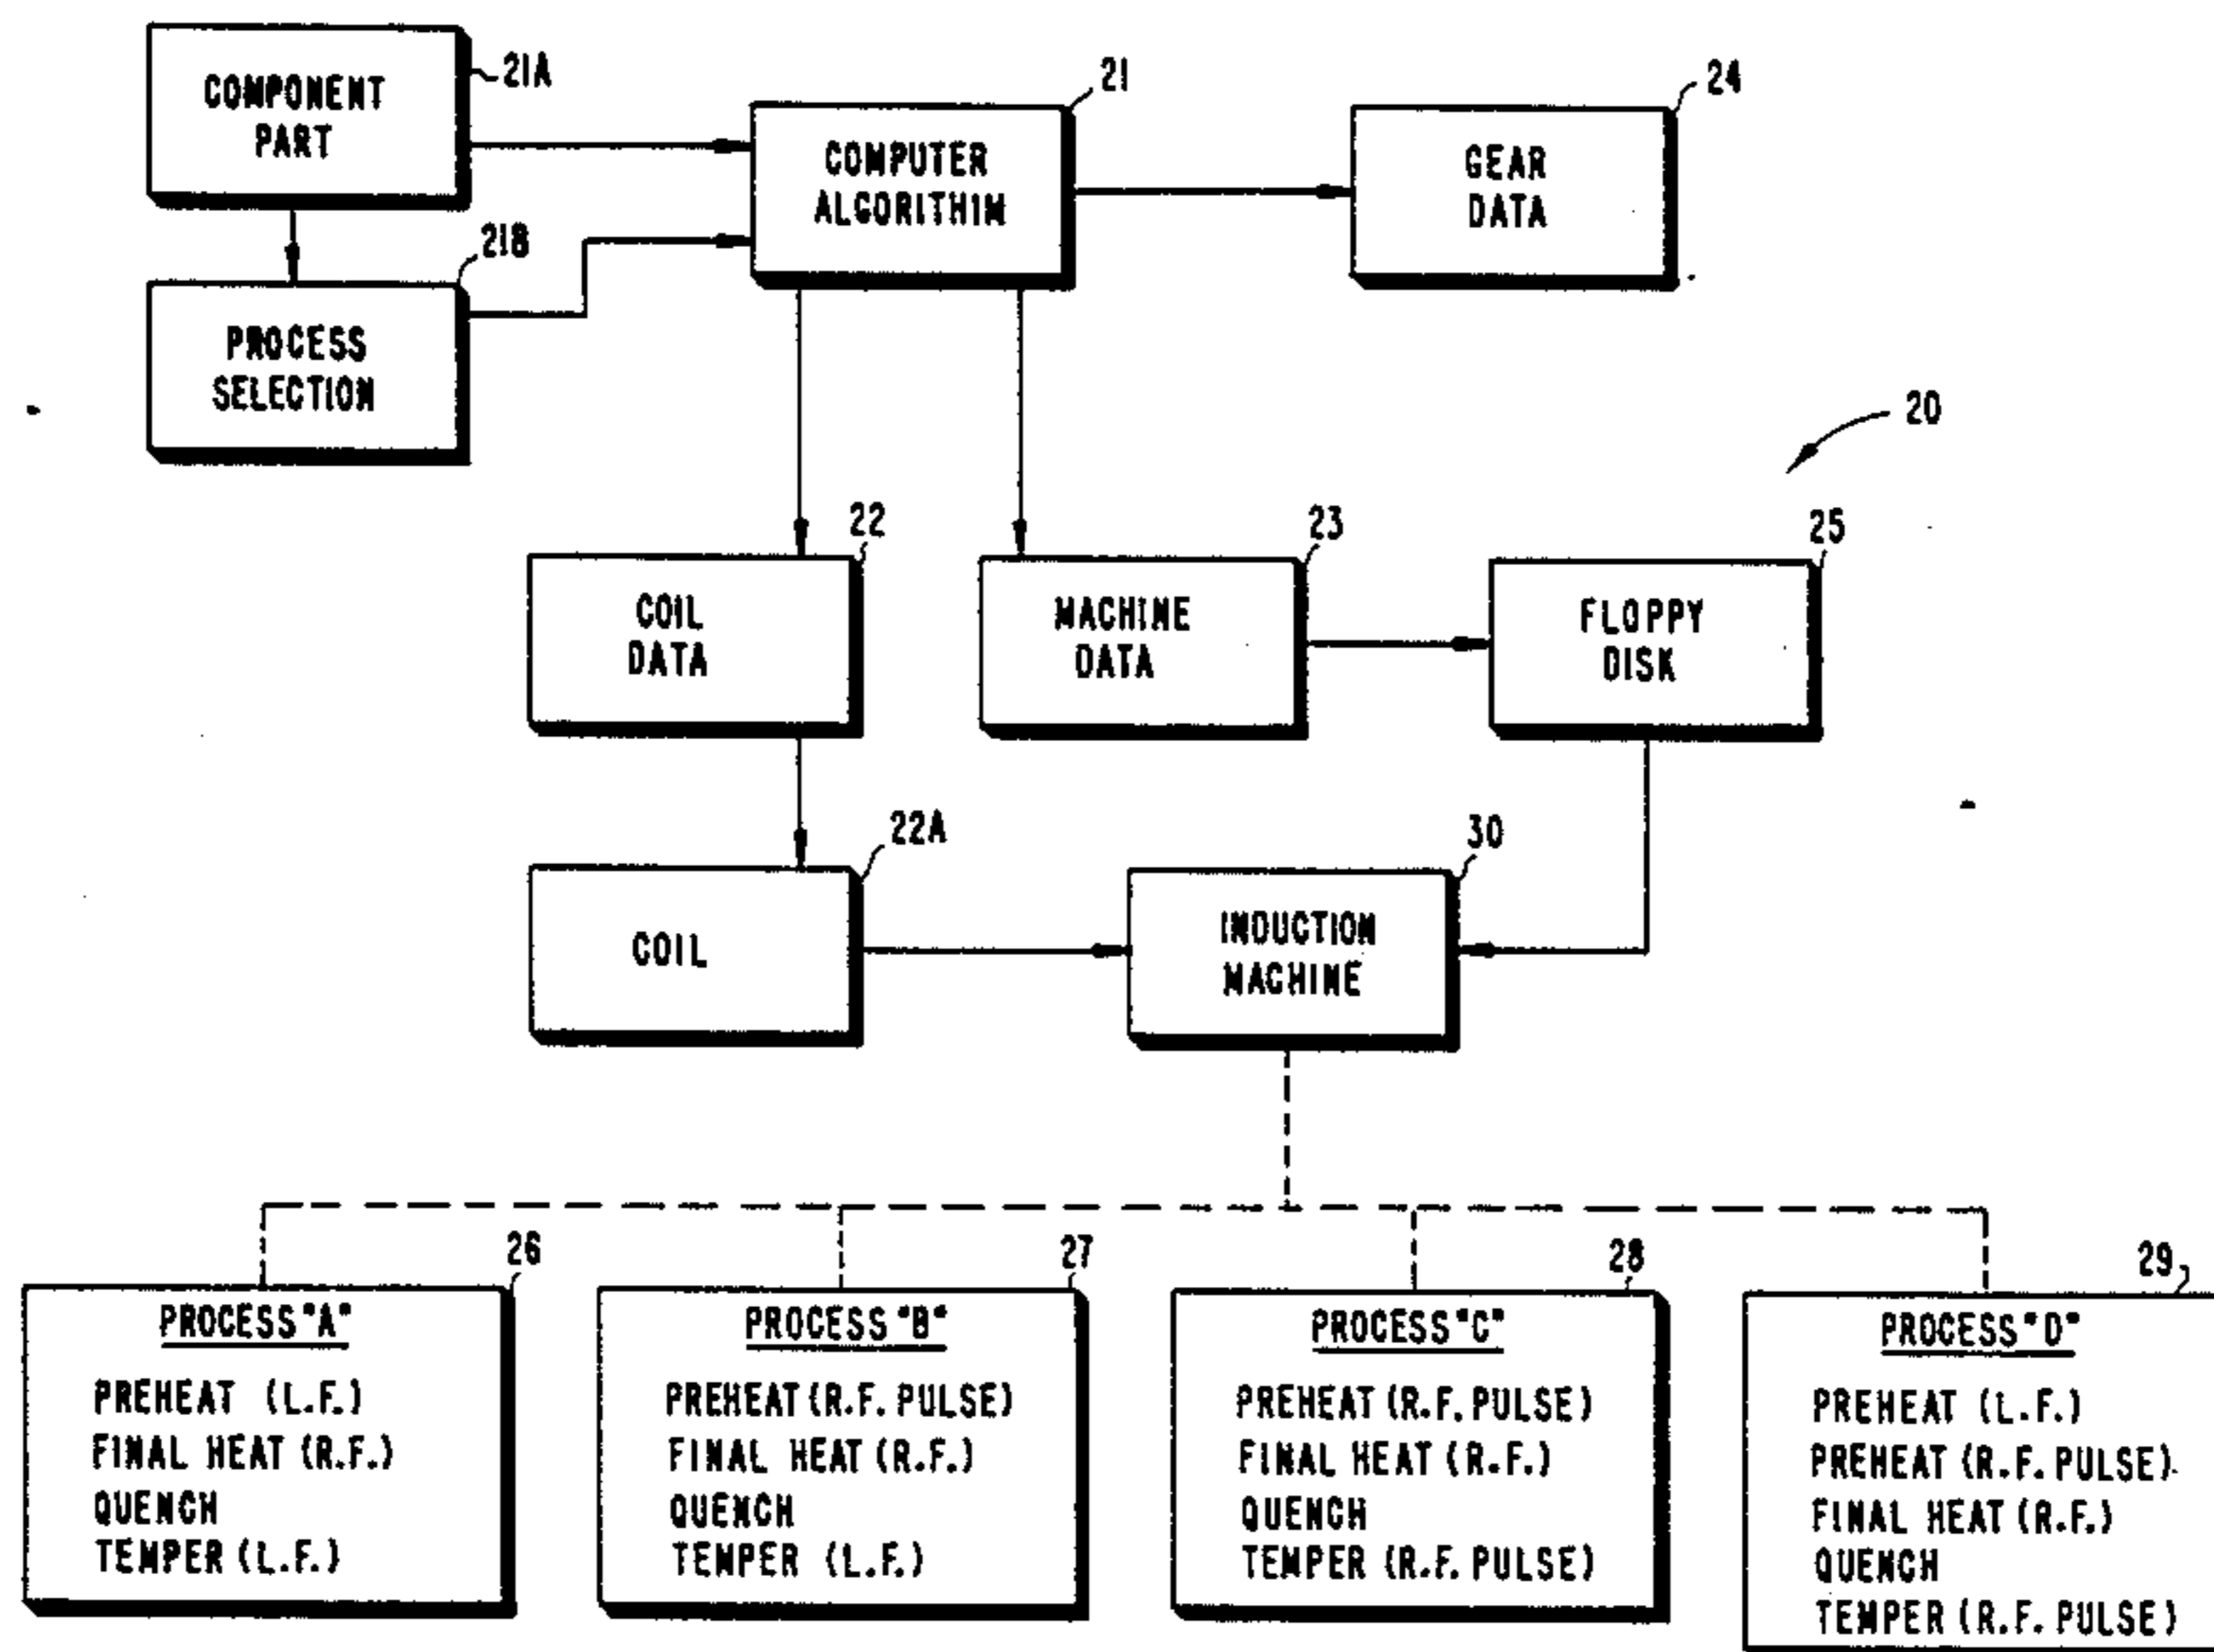 COMPONENT
PART
21A
COMPUTER
ALGORITHIM
21
GEAR
DATA
24
PROCESS
SELECTION
21B
20
COIL
DATA
22
MACHINE
DATA
23
FLOPPY
DISK
25
COIL
22A
INDUCTION
MACHINE
30
26
PROCESS "A"
PREHEAT (L.F.)
FINAL HEAT (R.F.)
QUENCH
TEMPER (L.F.)
27
PROCESS "B"
PREHEAT (R.F. PULSE)
FINAL HEAT (R.F.)
QUENCH
TEMPER (L.F.)
28
PROCESS "C"
PREHEAT (R.F. PULSE)
FINAL HEAT (R.F.)
QUENCH
TEMPER (R.F. PULSE)
29
PROCESS "D"
PREHEAT (L.F.)
PREHEAT (R.F. PULSE)
FINAL HEAT (R.F.)
QUENCH
TEMPER (R.F. PULSE)